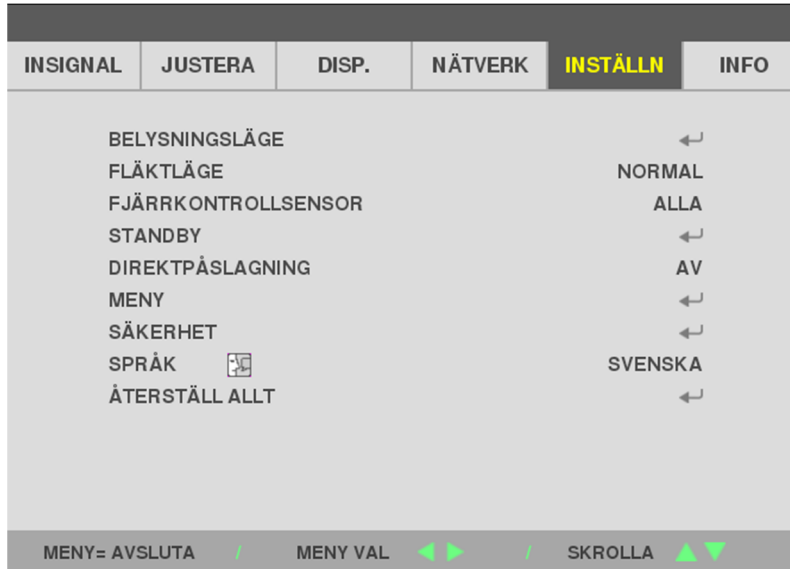 INSIGNAL JUSTERA DISP. NÄTVERK INSTÄLLN INFO
BELYSNINGSLÄGE
FLÄKTLÄGE NORMAL
FJÄRRKONTROLLSENSOR ALLA
STANDBY
DIREKTPÅSLAGNING AV
MENY
SÄKERHET
SPRÅK SVENSKA
ÅTERSTÄLL ALLT
MENY= AVSLUTA / MENY VAL / SKROLLA